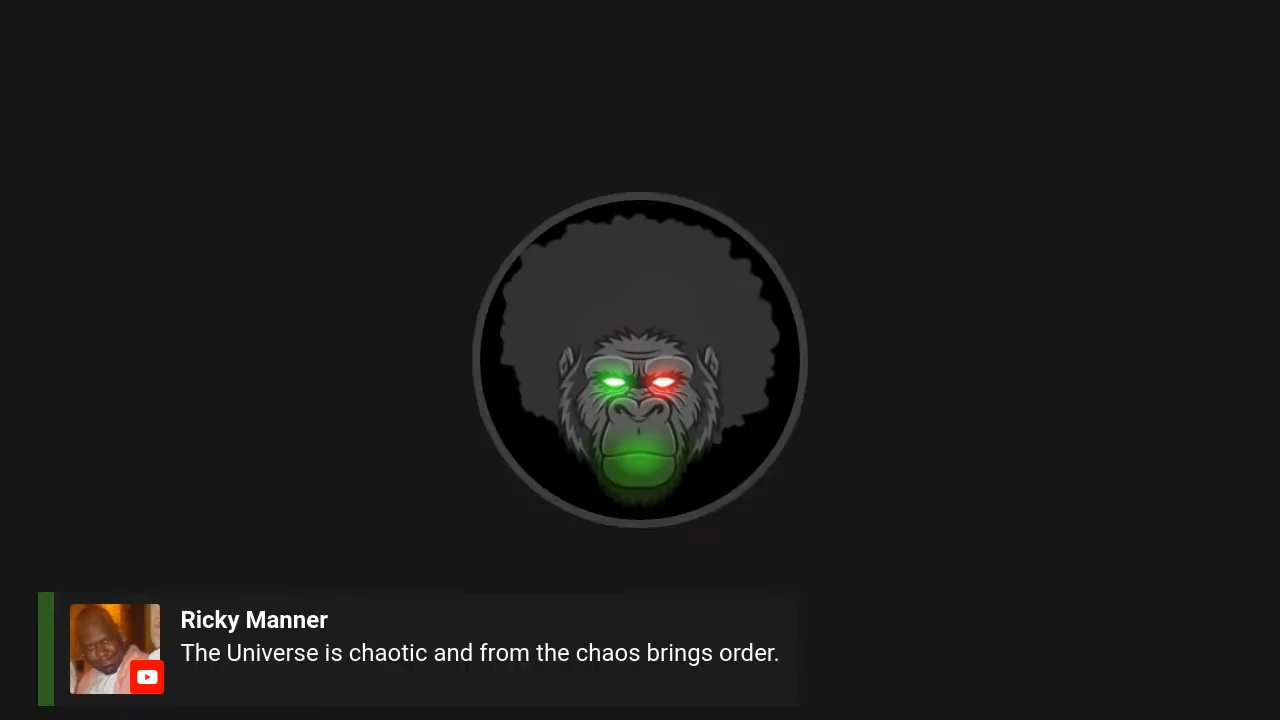 Ricky Manner
The Universe is chaotic and from the chaos brings order.